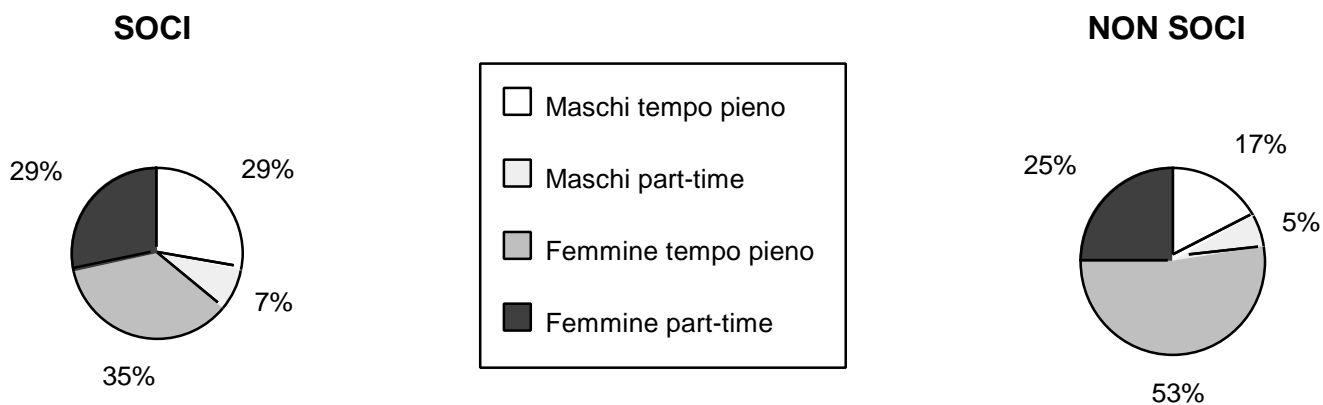 SOCI
29%
29%
7%
35%
Maschi tempo pieno
Maschi part-time
Femmine tempo pieno
Femmine part-time
NON SOCI
17%
25%
5%
53%